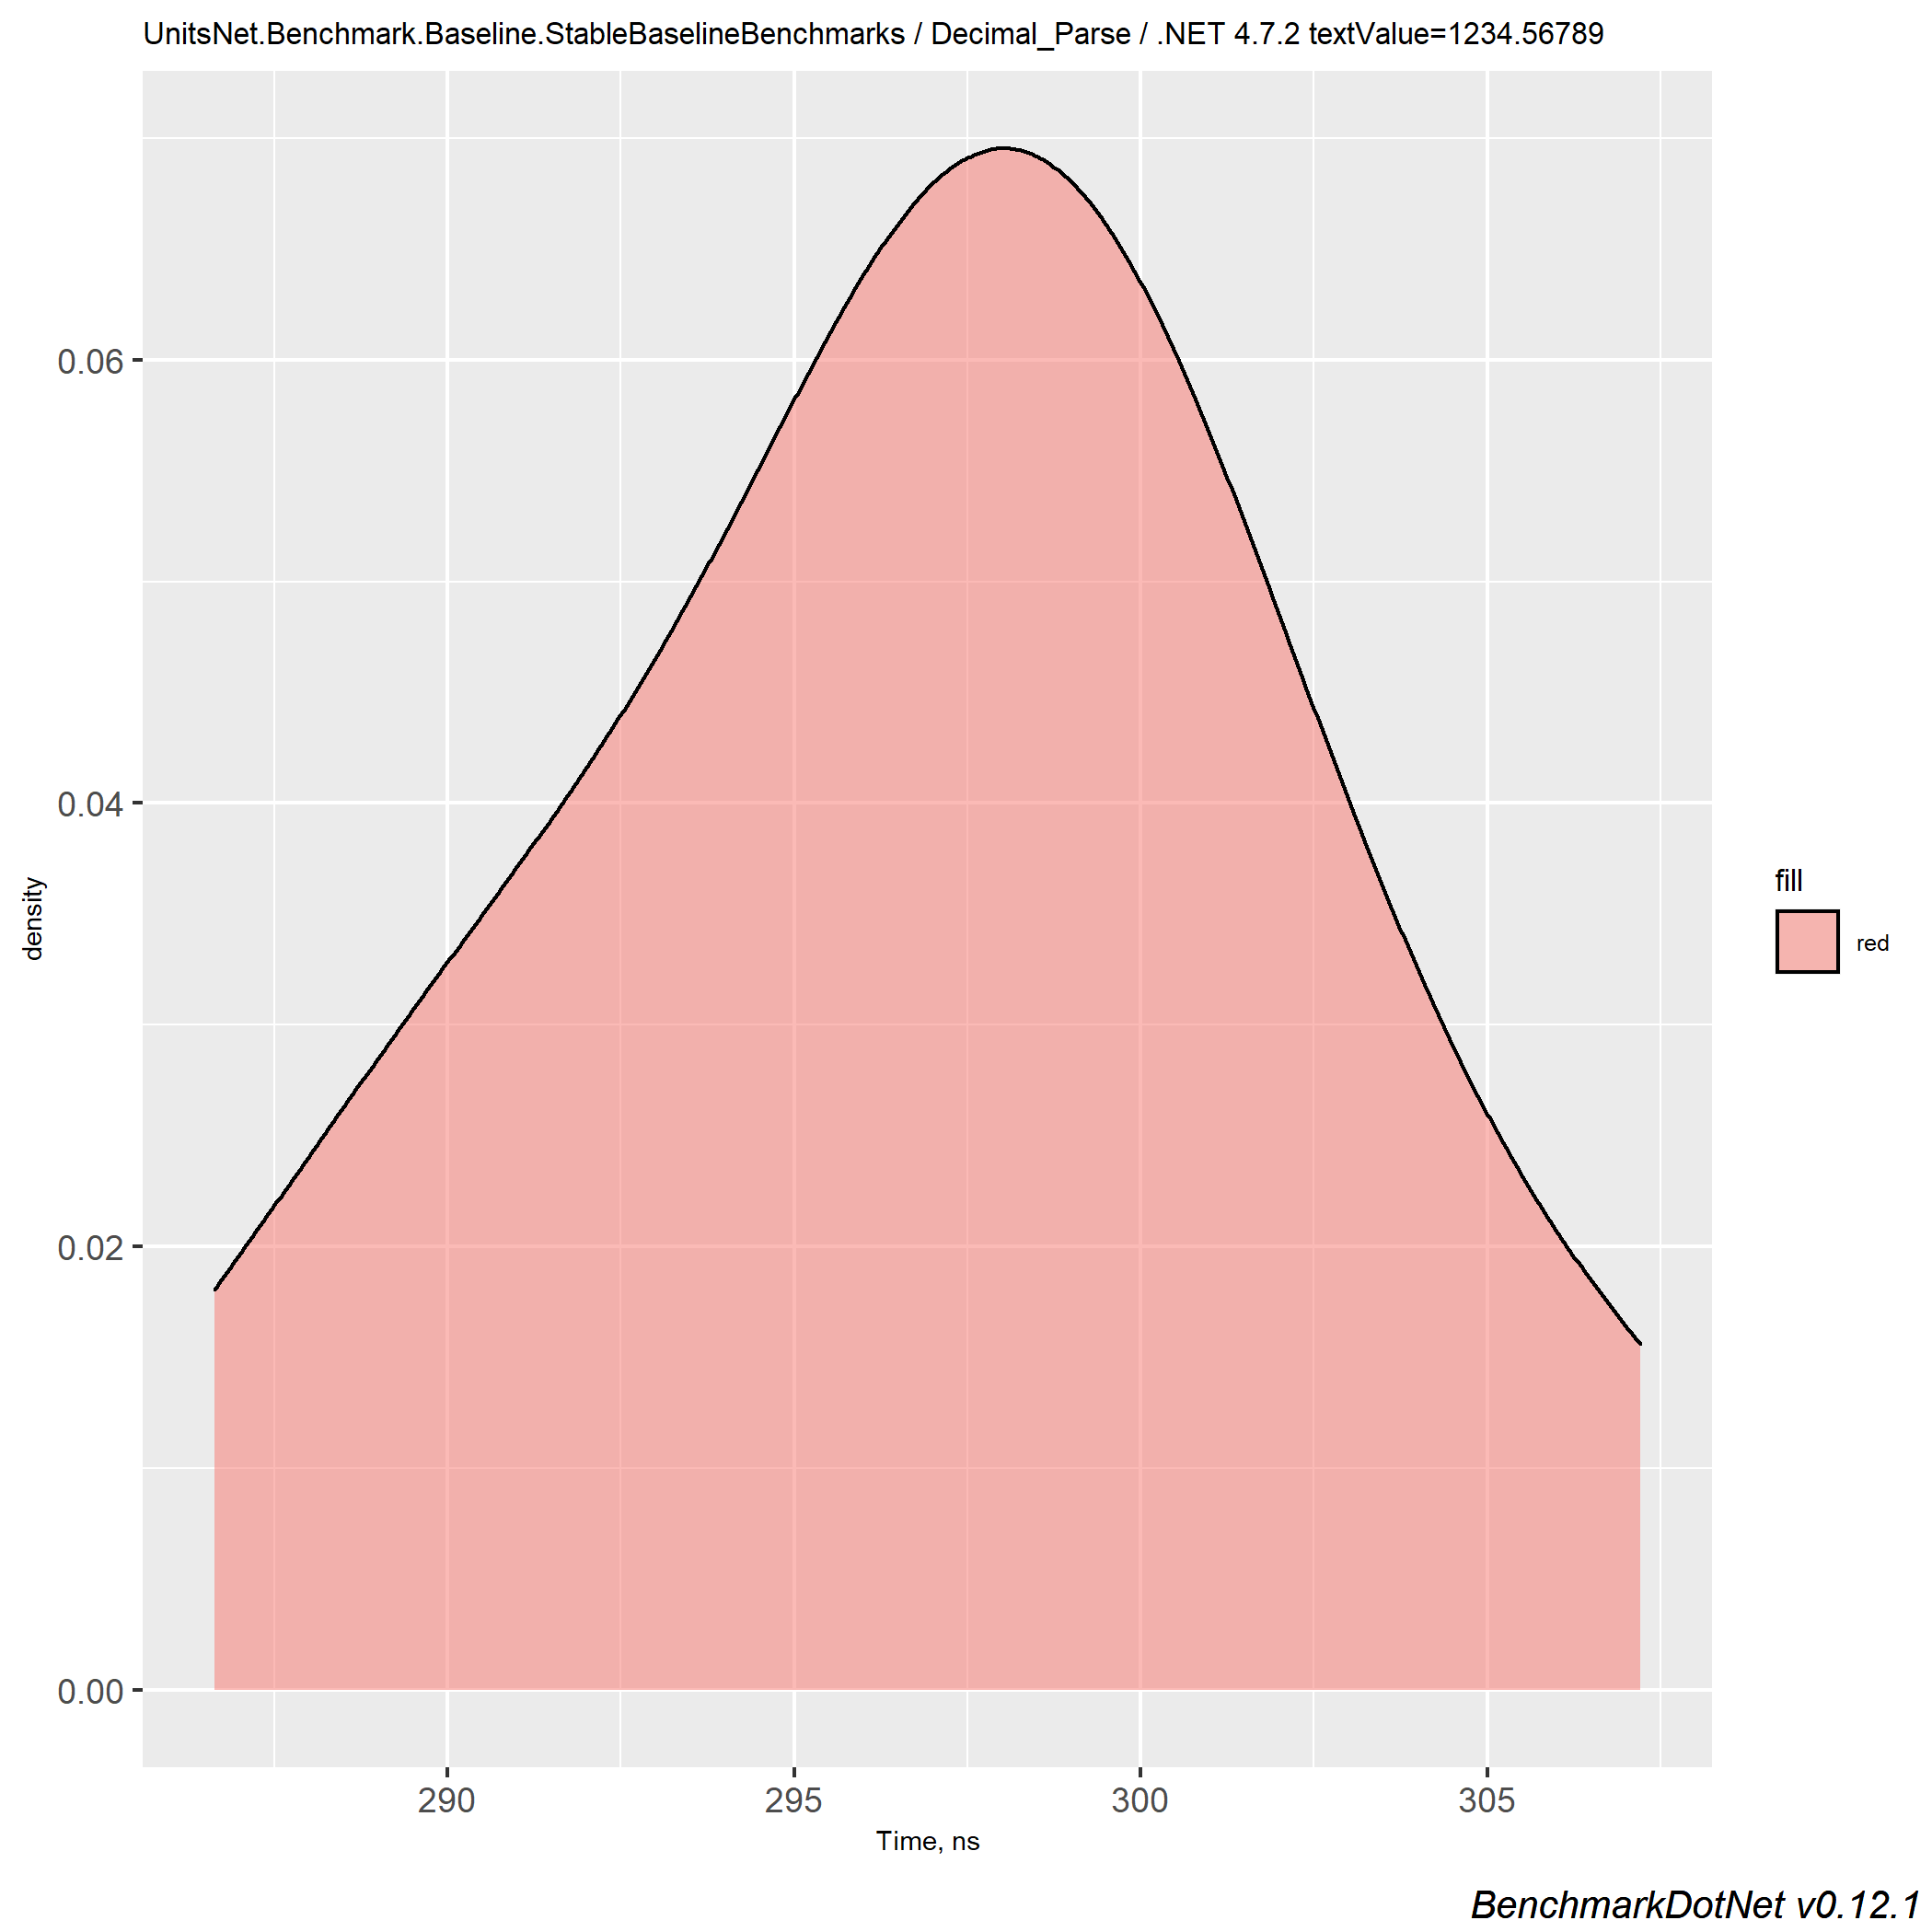 UnitsNet.Benchmark.Baseline.StableBaselineBenchmarks / Decimal_Parse / .NET 4.7.2 textValue=1234.56789
0.06
0.04
0.02
0.00
density
290 295 300 305
Time, ns
fill
red
BenchmarkDotNet v0.12.1